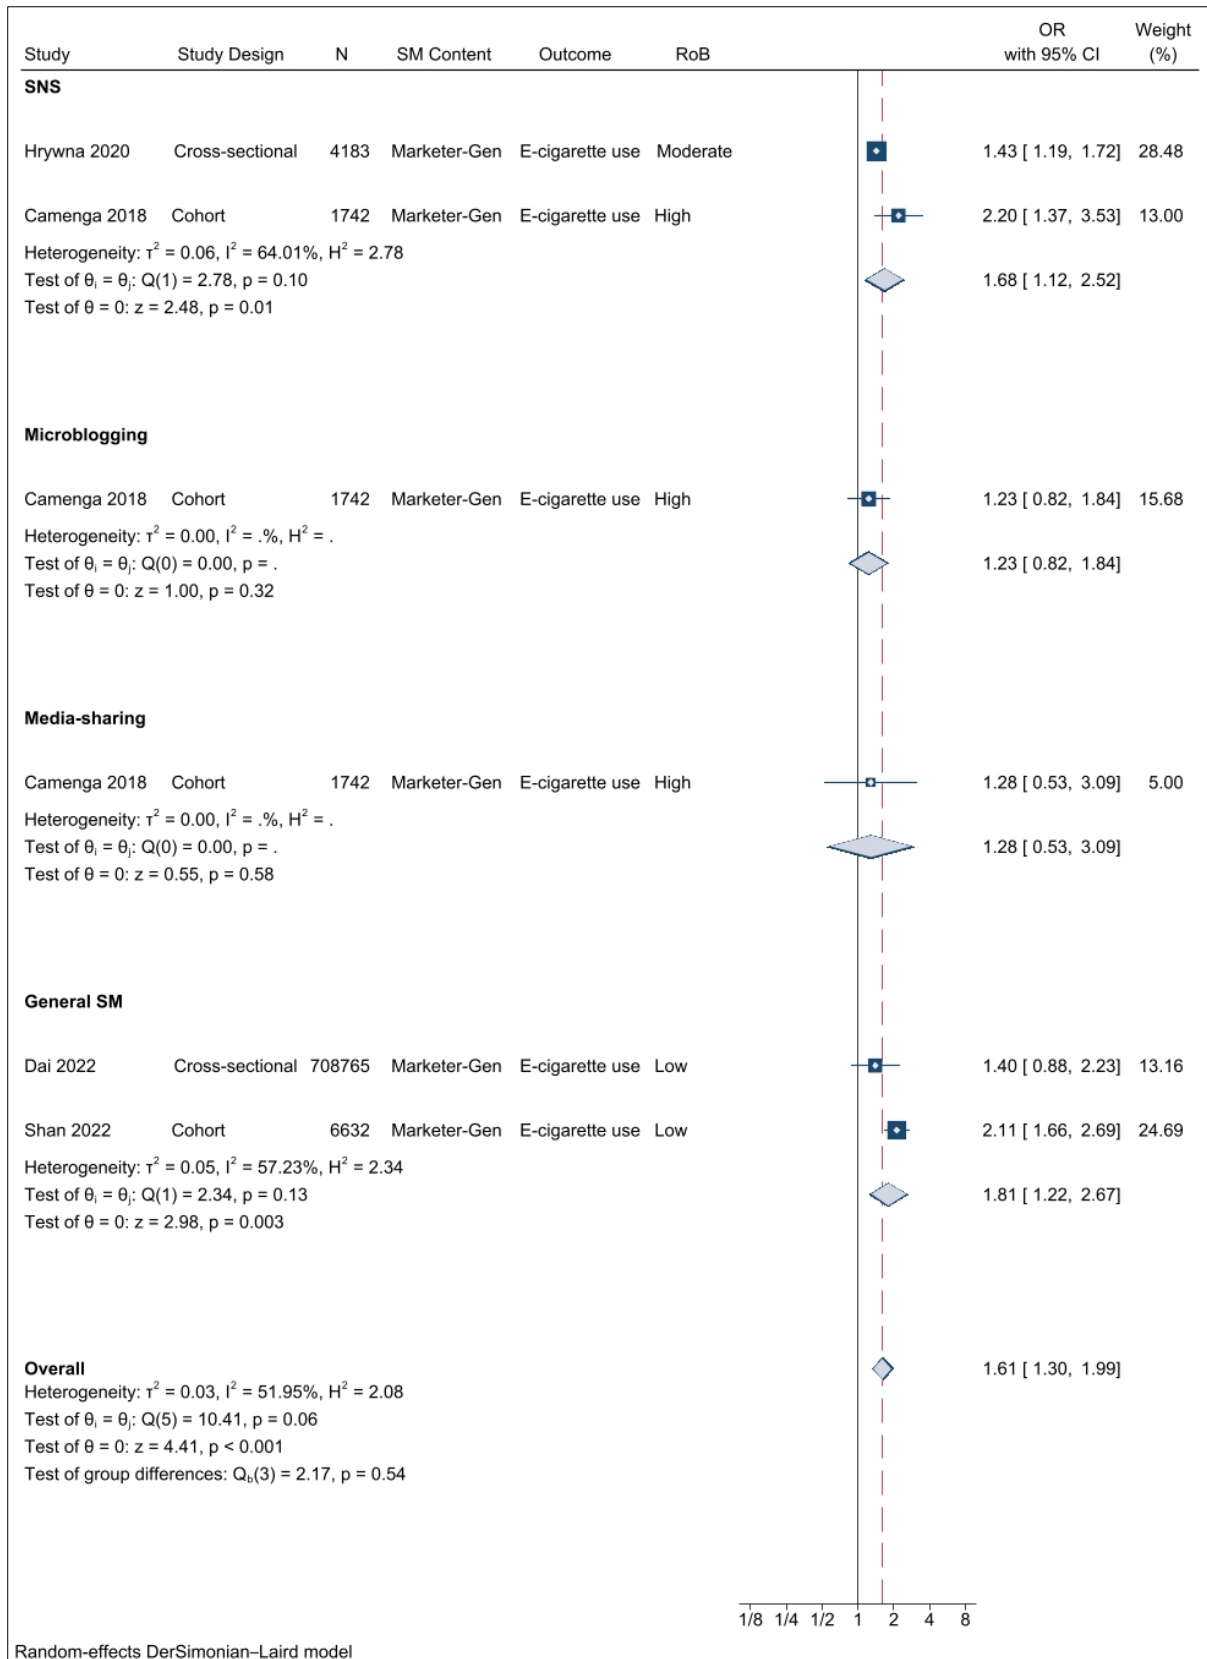 Study Study Design N SM Content Outcome RoB OR with 95% CI Weight (%)
SNS
Hrywna 2020 Cross-sectional 4183 Marketer-Gen E-cigarette use Moderate 1.43 [ 1.19, 1.72] 28.48
Camenga 2018 Cohort 1742 Marketer-Gen E-cigarette use High 2.20 [ 1.37, 3.53] 13.00
Heterogeneity: τ² = 0.06, I² = 64.01%, H² = 2.78
Test of θᵢ = θⱼ: Q(1) = 2.78, p = 0.10 1.68 [ 1.12, 2.52]
Test of θ = 0: z = 2.48, p = 0.01
Microblogging
Camenga 2018 Cohort 1742 Marketer-Gen E-cigarette use High 1.23 [ 0.82, 1.84] 15.68
Heterogeneity: τ² = 0.00, I² = .%, H² = .
Test of θᵢ = θⱼ: Q(0) = 0.00, p = . 1.23 [ 0.82, 1.84]
Test of θ = 0: z = 1.00, p = 0.32
Media-sharing
Camenga 2018 Cohort 1742 Marketer-Gen E-cigarette use High 1.28 [ 0.53, 3.09] 5.00
Heterogeneity: τ² = 0.00, I² = .%, H² = .
Test of θᵢ = θⱼ: Q(0) = 0.00, p = . 1.28 [ 0.53, 3.09]
Test of θ = 0: z = 0.55, p = 0.58
General SM
Dai 2022 Cross-sectional 708765 Marketer-Gen E-cigarette use Low 1.40 [ 0.88, 2.23] 13.16
Shan 2022 Cohort 6632 Marketer-Gen E-cigarette use Low 2.11 [ 1.66, 2.69] 24.69
Heterogeneity: τ² = 0.05, I² = 57.23%, H² = 2.34
Test of θᵢ = θⱼ: Q(1) = 2.34, p = 0.13 1.81 [ 1.22, 2.67]
Test of θ = 0: z = 2.98, p = 0.003
Overall 1.61 [ 1.30, 1.99]
Heterogeneity: τ² = 0.03, I² = 51.95%, H² = 2.08
Test of θᵢ = θⱼ: Q(5) = 10.41, p = 0.06
Test of θ = 0: z = 4.41, p < 0.001
Test of group differences: Q_b(3) = 2.17, p = 0.54
1/8 1/4 1/2 1 2 4 8
Random-effects DerSimonian–Laird model